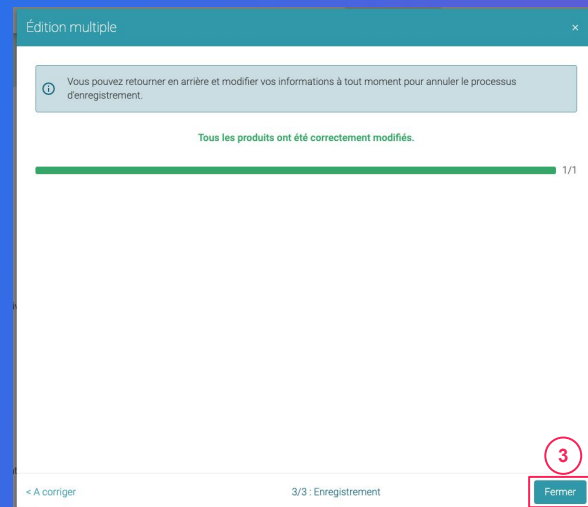 Édition multiple ×
Vous pouvez retourner en arrière et modifier vos informations à tout moment pour annuler le processus
d'enregistrement.
Tous les produits ont été correctement modifiés.
1/1
3
< A corriger 3/3 : Enregistrement Fermer